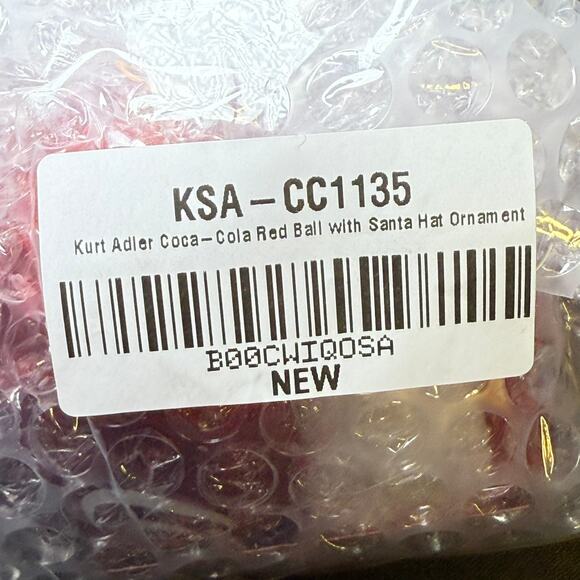 KSA-CC1135
Kurt Adler Coca-Cola Red Ball with Santa Hat Ornament
B00CWIQOSA
NEW